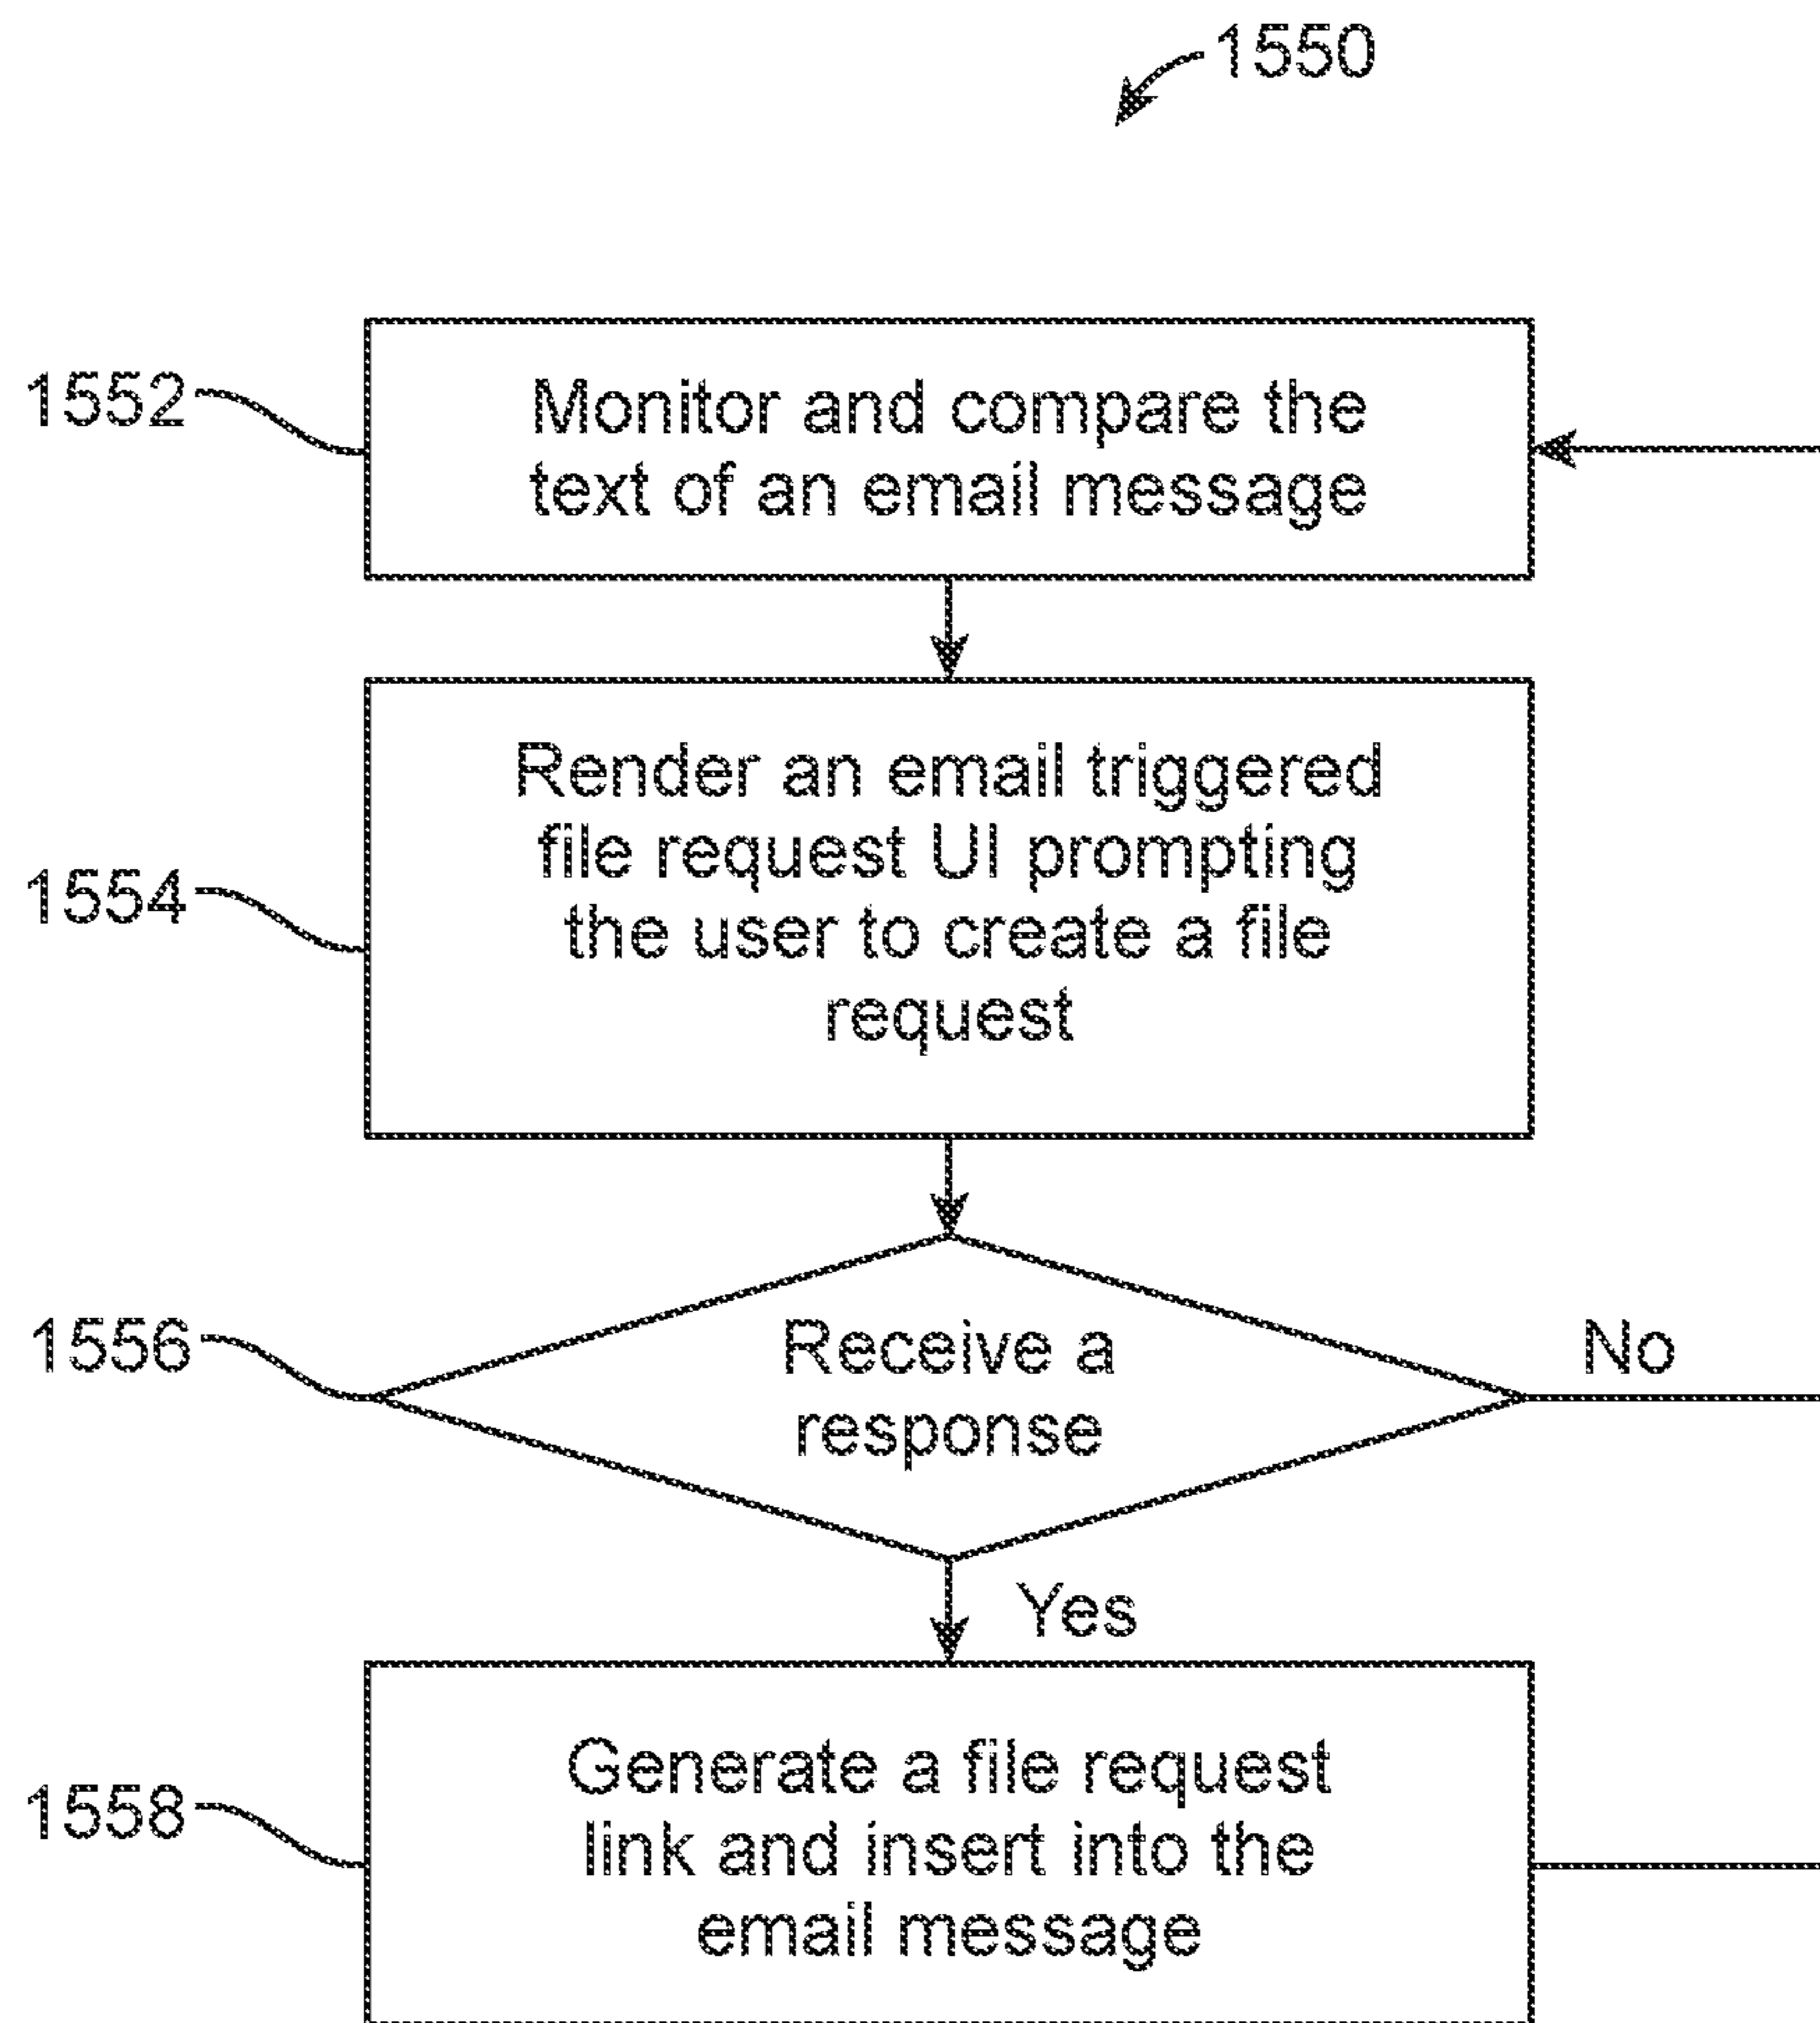 1550
1552
Monitor and compare the
text of an email message
1554
Render an email triggered
file request UI prompting
the user to create a file
request
1556
Receive a
response
No
Yes
1558
Generate a file request
link and insert into the
email message